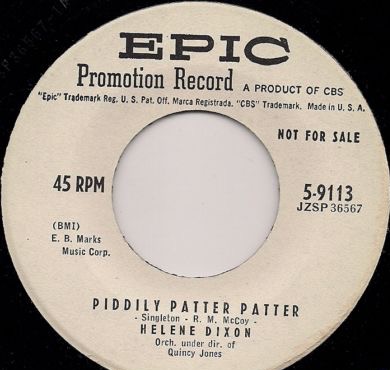 EPIC
Promotion Record A PRODUCT OF CBS
"Epic" Trademark Reg. U. S. Pat. Off. Marca Registrada. "CBS" Trademark. Made in U. S. A.
NOT FOR SALE
45 RPM
5-9113
JZSP 36567
(BMI)
E. B. Marks
Music Corp.
PIDDILY PATTER PATTER
- Singleton - R. M. McCoy -
HELENE DIXON
Orch. under dir. of
Quincy Jones